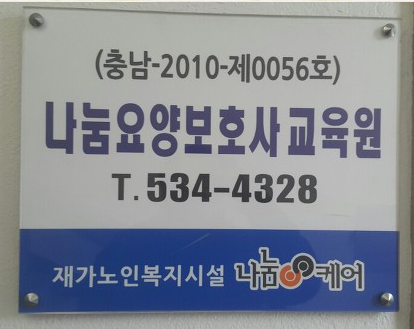 (충남-2010-제0056호)
나눔요양보호사교육원
T. 534-4328
재가노인복지시설 나눔케어